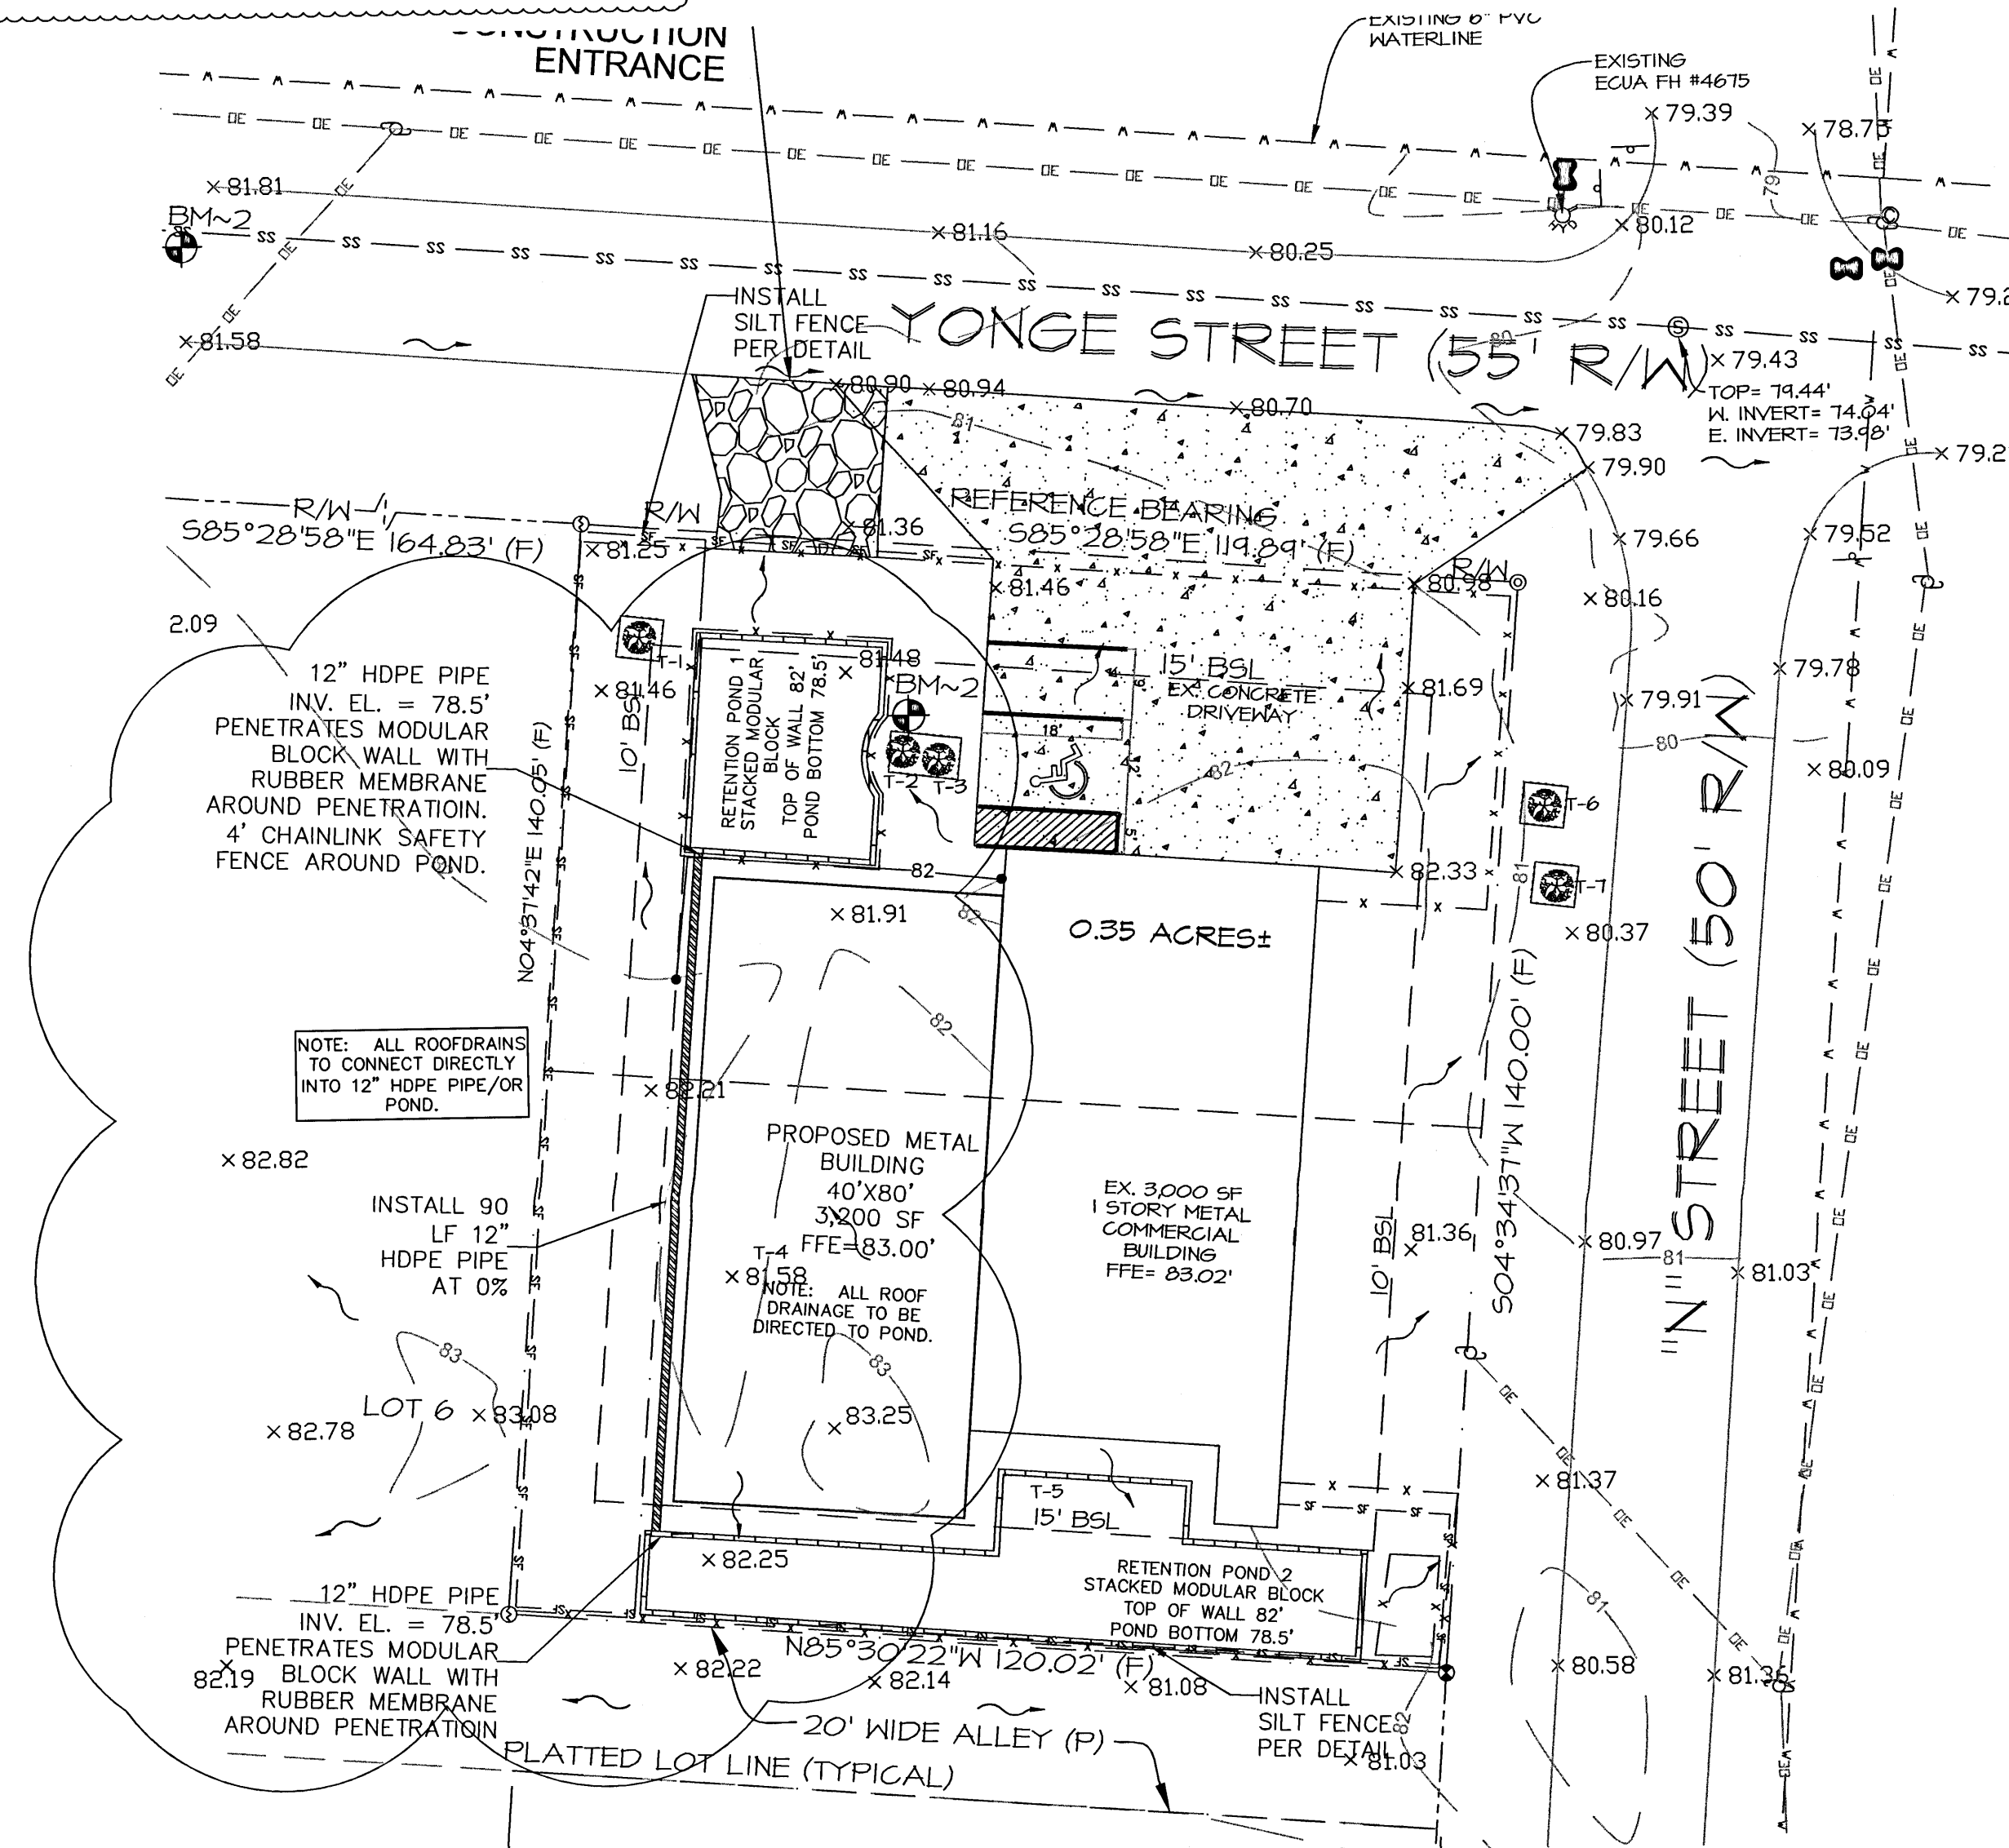 CONSTRUCTION
ENTRANCE
EXISTING 6" PVC
WATERLINE
EXISTING
ECUA FH #4675
79.39
78.75
79
81.81
BM~2
81.16
80.25
80.12
81.58
INSTALL
SILT FENCE
PER DETAIL
YONGE STREET (55' R/W)
80
79.43
TOP= 79.44'
W. INVERT= 74.04'
E. INVERT= 73.98'
80.90
80.94
80.70
81
79.83
79.90
R/W
S85°28'58"E 164.83' (F)
R/W
81.25
81.36
REFERENCE BEARING
S85°28'58"E 119.89' (F)
R/W
81.46
80.98
79.66
79.52
80.16
2.09
12" HDPE PIPE
INV. EL. = 78.5'
PENETRATES MODULAR
BLOCK WALL WITH
RUBBER MEMBRANE
AROUND PENETRATIOIN.
4' CHAINLINK SAFETY
FENCE AROUND POND.
T-1
81.46
10' BSL
N04°37'42"E 140.05' (F)
RETENTION POND 1
STACKED MODULAR
BLOCK
TOP OF WALL 82'
POND BOTTOM 78.5'
81.48
BM~2
T-2
T-3
15' BSL
EX. CONCRETE
DRIVEWAY
9'
18'
12'
5'
82
81.69
79.91
79.78
80
80.09
T-6
T-7
81
82.33
80.37
82
82
81.91
0.35 ACRES±
82
NOTE: ALL ROOFDRAINS
TO CONNECT DIRECTLY
INTO 12" HDPE PIPE/OR
POND.
82.21
82.82
PROPOSED METAL
BUILDING
40'X80'
3,200 SF
FFE=83.00'
T-4
81.58
NOTE: ALL ROOF
DRAINAGE TO BE
DIRECTED TO POND.
83
83.25
INSTALL 90
LF 12"
HDPE PIPE
AT 0%
EX. 3,000 SF
1 STORY METAL
COMMERCIAL
BUILDING
FFE= 83.02'
10' BSL
81.36
S04°34'37"W 140.00' (F)
"N" STREET (50' R/W)
80.97
81
81.03
83
LOT 6
83.08
82.78
81.37
T-5
15' BSL
82.25
RETENTION POND 2
STACKED MODULAR BLOCK
TOP OF WALL 82'
POND BOTTOM 78.5'
81
12" HDPE PIPE
INV. EL. = 78.5'
PENETRATES MODULAR
BLOCK WALL WITH
RUBBER MEMBRANE
AROUND PENETRATIOIN
82.19
N85°30'22"W 120.02' (F)
82.22
82.14
81.08
80.58
81.36
INSTALL
SILT FENCE
PER DETAIL
82
81.03
20' WIDE ALLEY (P)
PLATTED LOT LINE (TYPICAL)